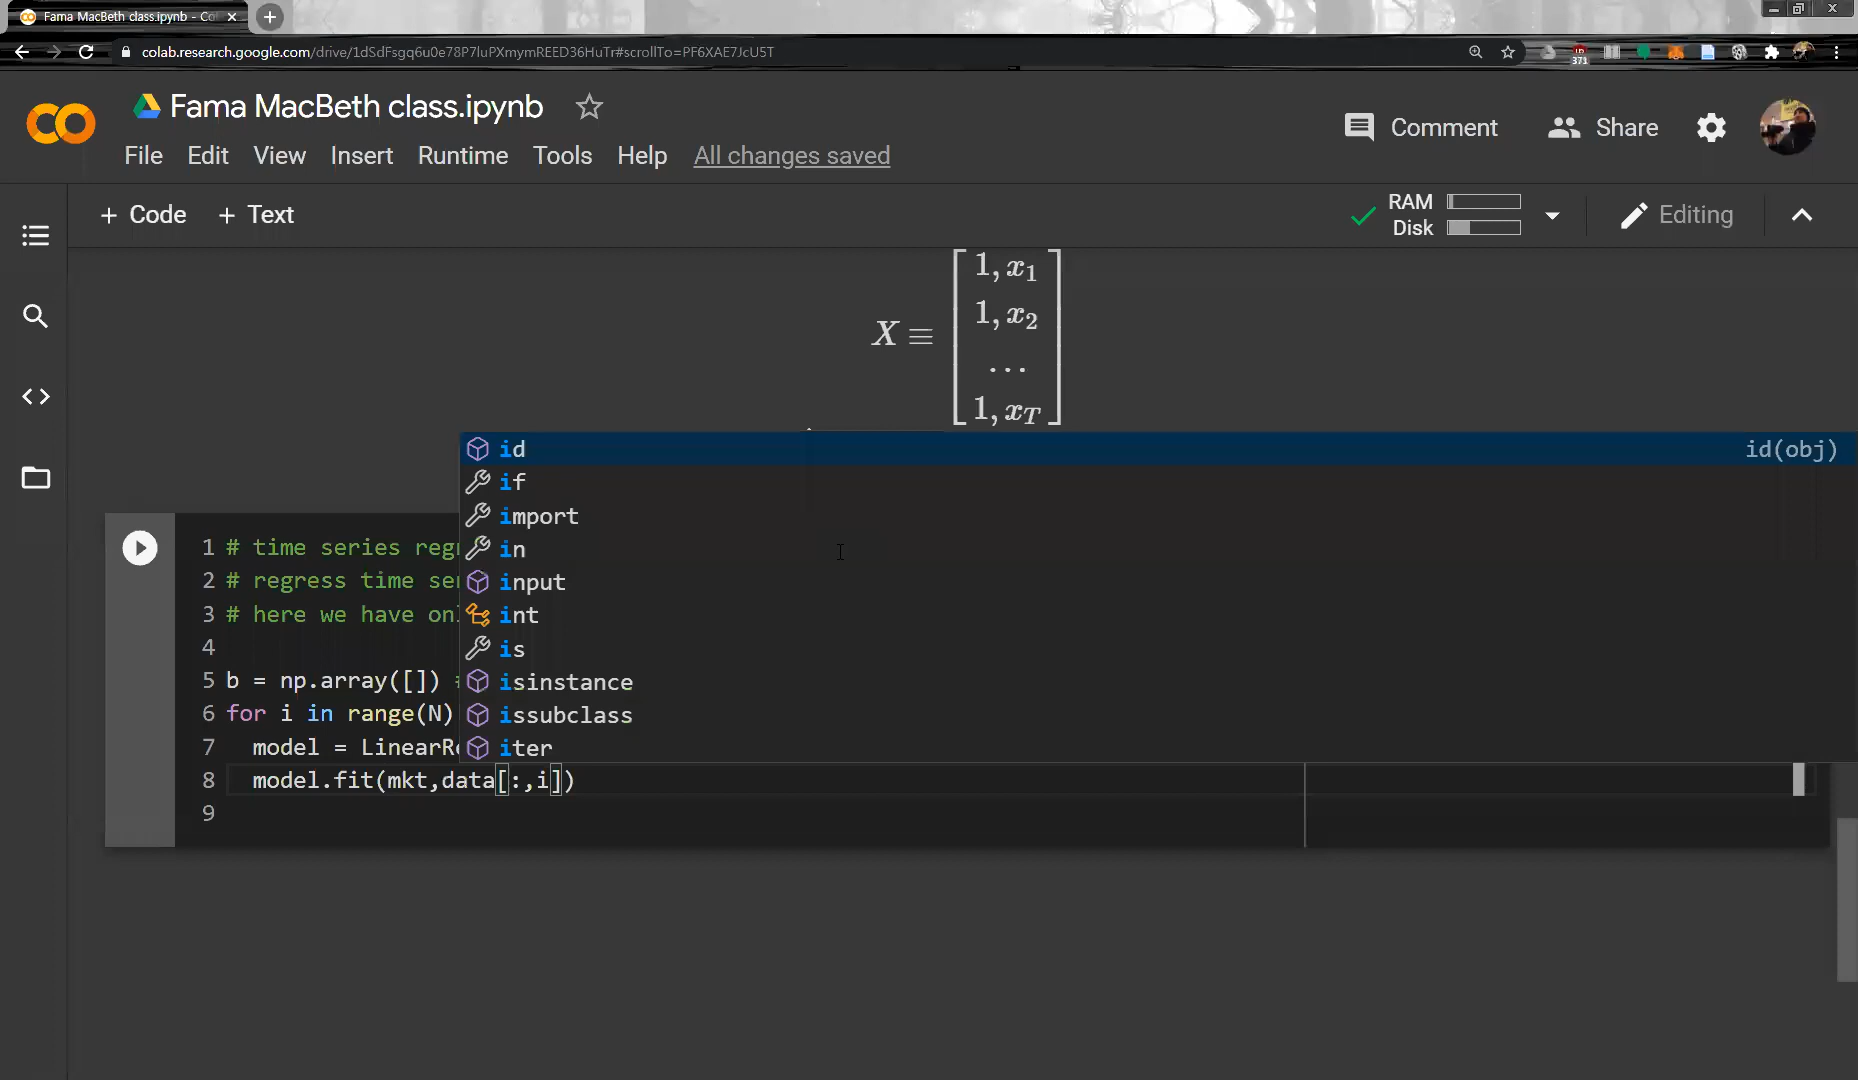 Fama MacBeth class.ipynb - Co
colab.research.google.com/drive/1dSdFsgq6u0e78P7luPXmymREED36HuTr#scrollTo=PF6XAE7JcU5T
371
Fama MacBeth class.ipynb
Comment
Share
File Edit View Insert Runtime Tools Help All changes saved
+ Code + Text
RAM
Disk
Editing
X ≡
1, x1
1, x2
...
1, xT
id id(obj)
if
import
in
input
int
is
isinstance
issubclass
iter
1 # time series regr
2 # regress time ser
3 # here we have onl
4
5 b = np.array([]) #
6 for i in range(N)
7 model = LinearRe
8 model.fit(mkt,data[:,i])
9